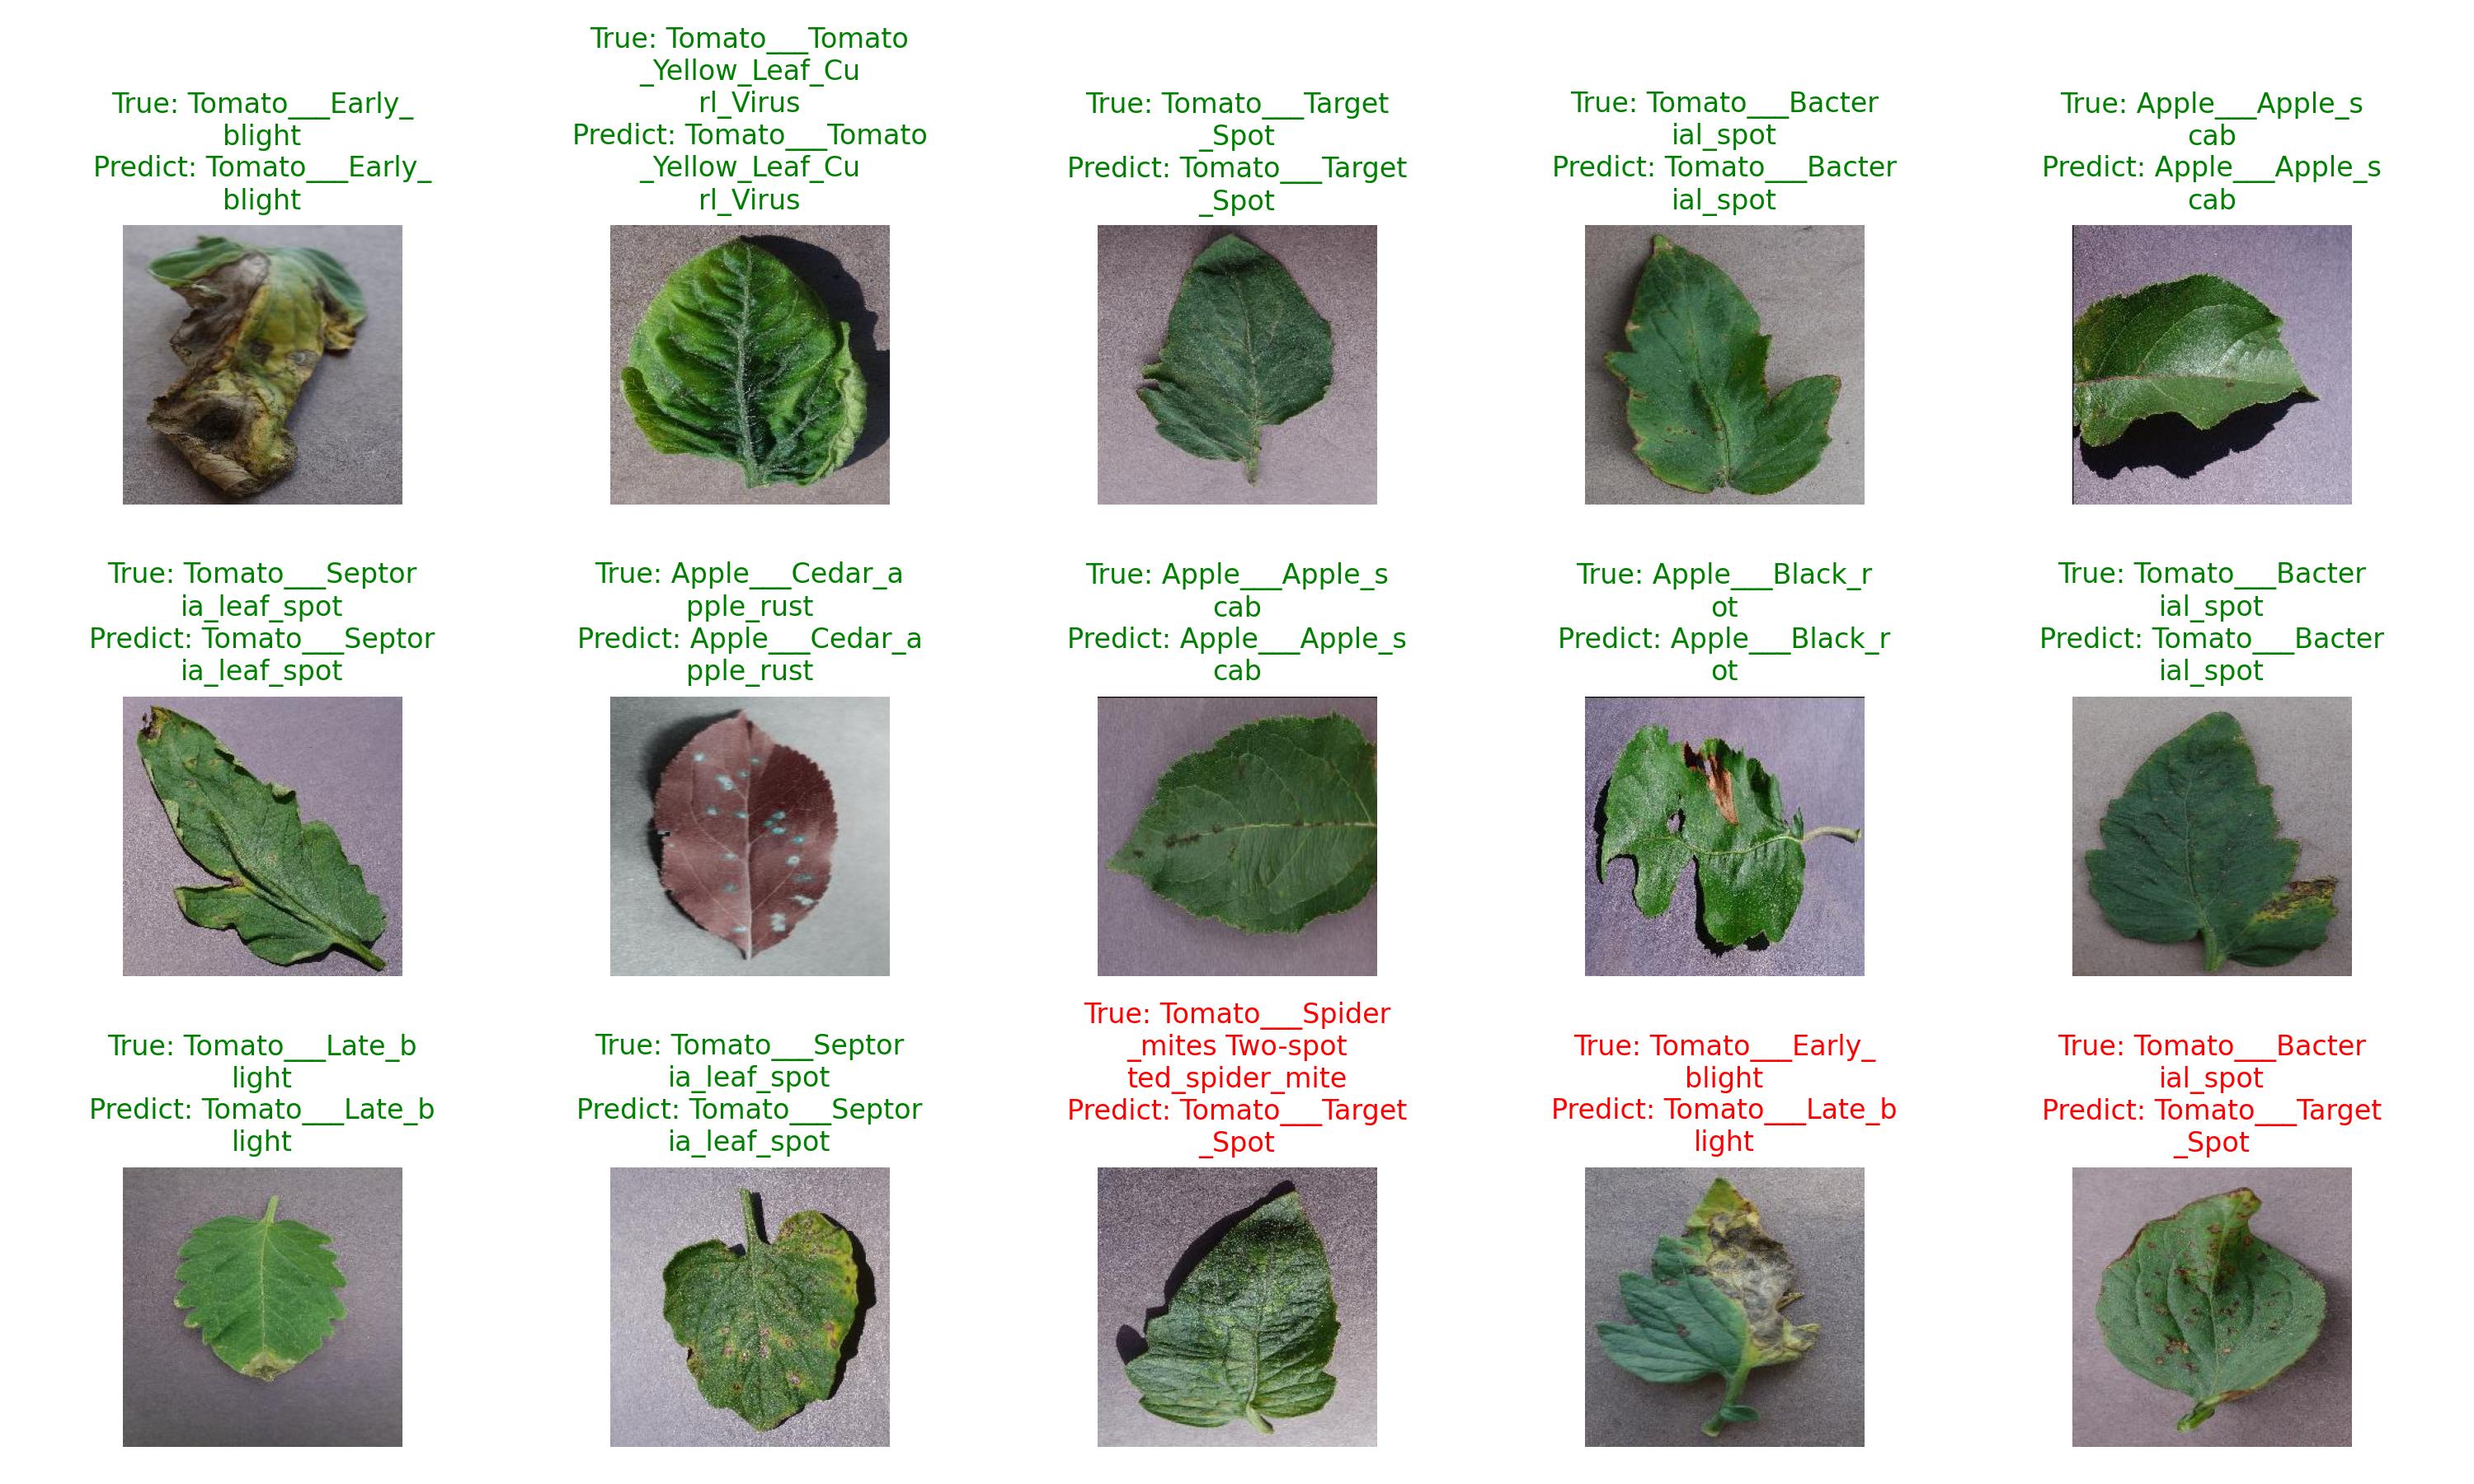 True: Tomato___Early_
blight
Predict: Tomato___Early_
blight
True: Tomato___Tomato
_Yellow_Leaf_Cu
rl_Virus
Predict: Tomato___Tomato
_Yellow_Leaf_Cu
rl_Virus
True: Tomato___Target
_Spot
Predict: Tomato___Target
_Spot
True: Tomato___Bacter
ial_spot
Predict: Tomato___Bacter
ial_spot
True: Apple___Apple_s
cab
Predict: Apple___Apple_s
cab
True: Tomato___Septor
ia_leaf_spot
Predict: Tomato___Septor
ia_leaf_spot
True: Apple___Cedar_a
pple_rust
Predict: Apple___Cedar_a
pple_rust
True: Apple___Apple_s
cab
Predict: Apple___Apple_s
cab
True: Apple___Black_r
ot
Predict: Apple___Black_r
ot
True: Tomato___Bacter
ial_spot
Predict: Tomato___Bacter
ial_spot
True: Tomato___Late_b
light
Predict: Tomato___Late_b
light
True: Tomato___Septor
ia_leaf_spot
Predict: Tomato___Septor
ia_leaf_spot
True: Tomato___Spider
_mites Two-spot
ted_spider_mite
Predict: Tomato___Target
_Spot
True: Tomato___Early_
blight
Predict: Tomato___Late_b
light
True: Tomato___Bacter
ial_spot
Predict: Tomato___Target
_Spot